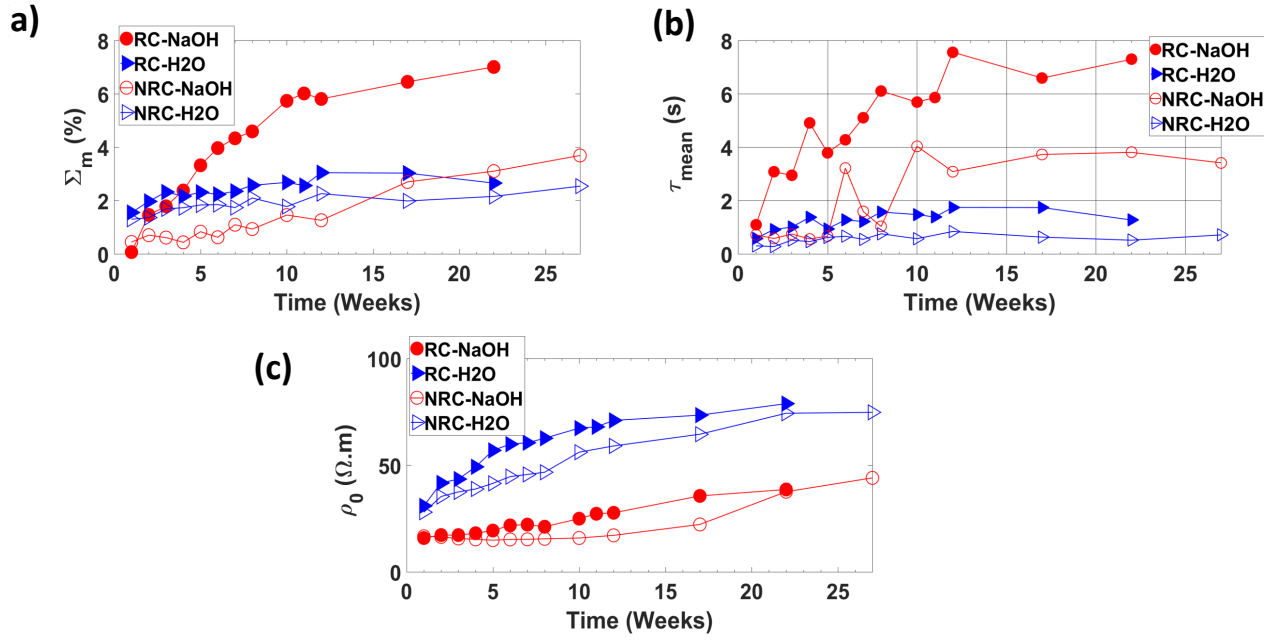 a)
RC-NaOH
RC-H2O
NRC-NaOH
NRC-H2O
8
6
4
2
0
Σm (%)
0 5 10 15 20 25
Time (Weeks)
(b)
RC-NaOH
RC-H2O
NRC-NaOH
NRC-H2O
8
6
4
2
0
τmean (s)
0 5 10 15 20 25
Time (Weeks)
(c)
RC-NaOH
RC-H2O
NRC-NaOH
NRC-H2O
100
50
0
ρ0 (Ω.m)
0 5 10 15 20 25
Time (Weeks)